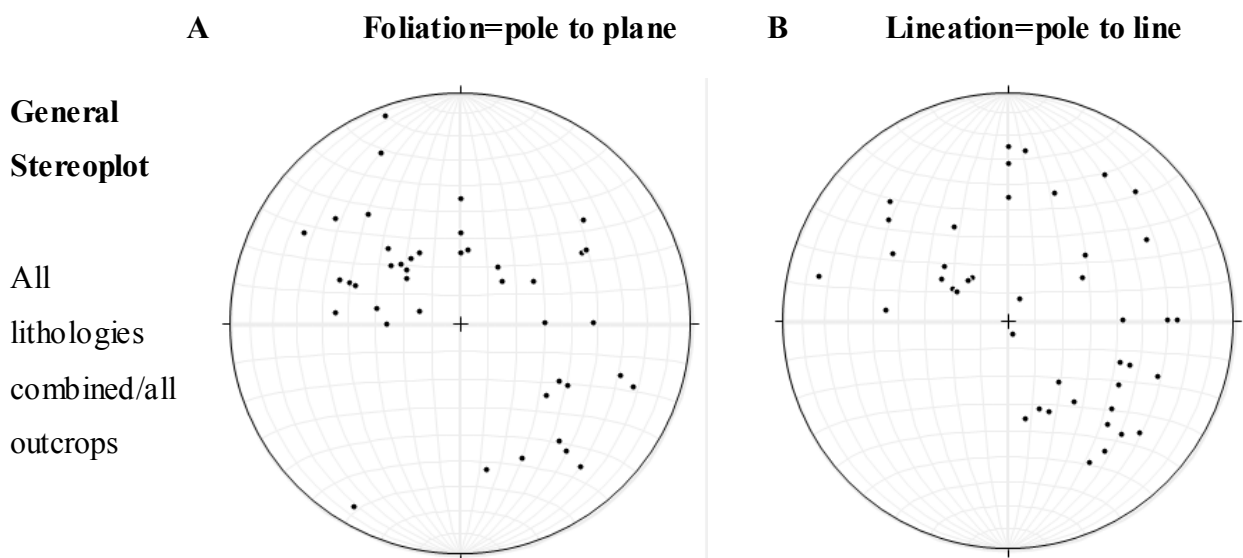 A Foliation=pole to plane B Lineation=pole to line
General
Stereoplot
All
lithologies
combined/all
outcrops